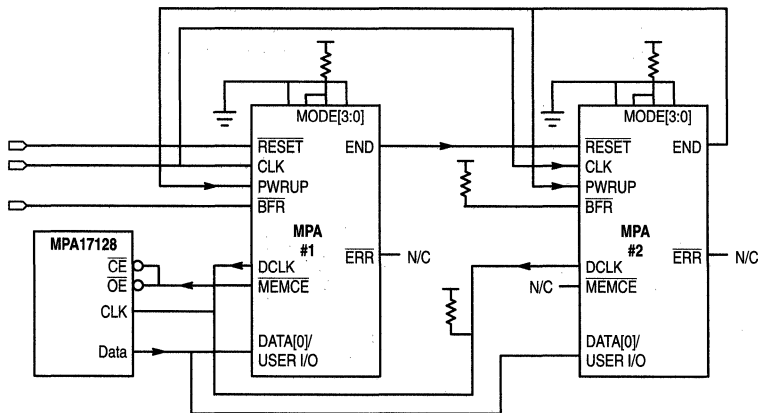 MODE[3:0]
RESET
CLK
PWRUP
BFR
END
MPA
#1
ERR
N/C
DCLK
MEMCE
DATA[0]/
USER I/O
MPA17128
CE
OE
CLK
Data
MODE[3:0]
RESET
CLK
PWRUP
BFR
END
MPA
#2
ERR
N/C
DCLK
N/C
MEMCE
DATA[0]/
USER I/O